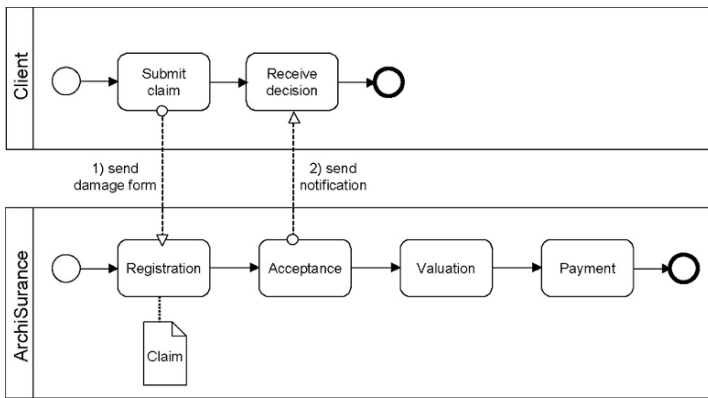 Client
Submit
claim
Receive
decision
1) send
damage form
2) send
notification
ArchiSurance
Registration
Acceptance
Valuation
Payment
Claim